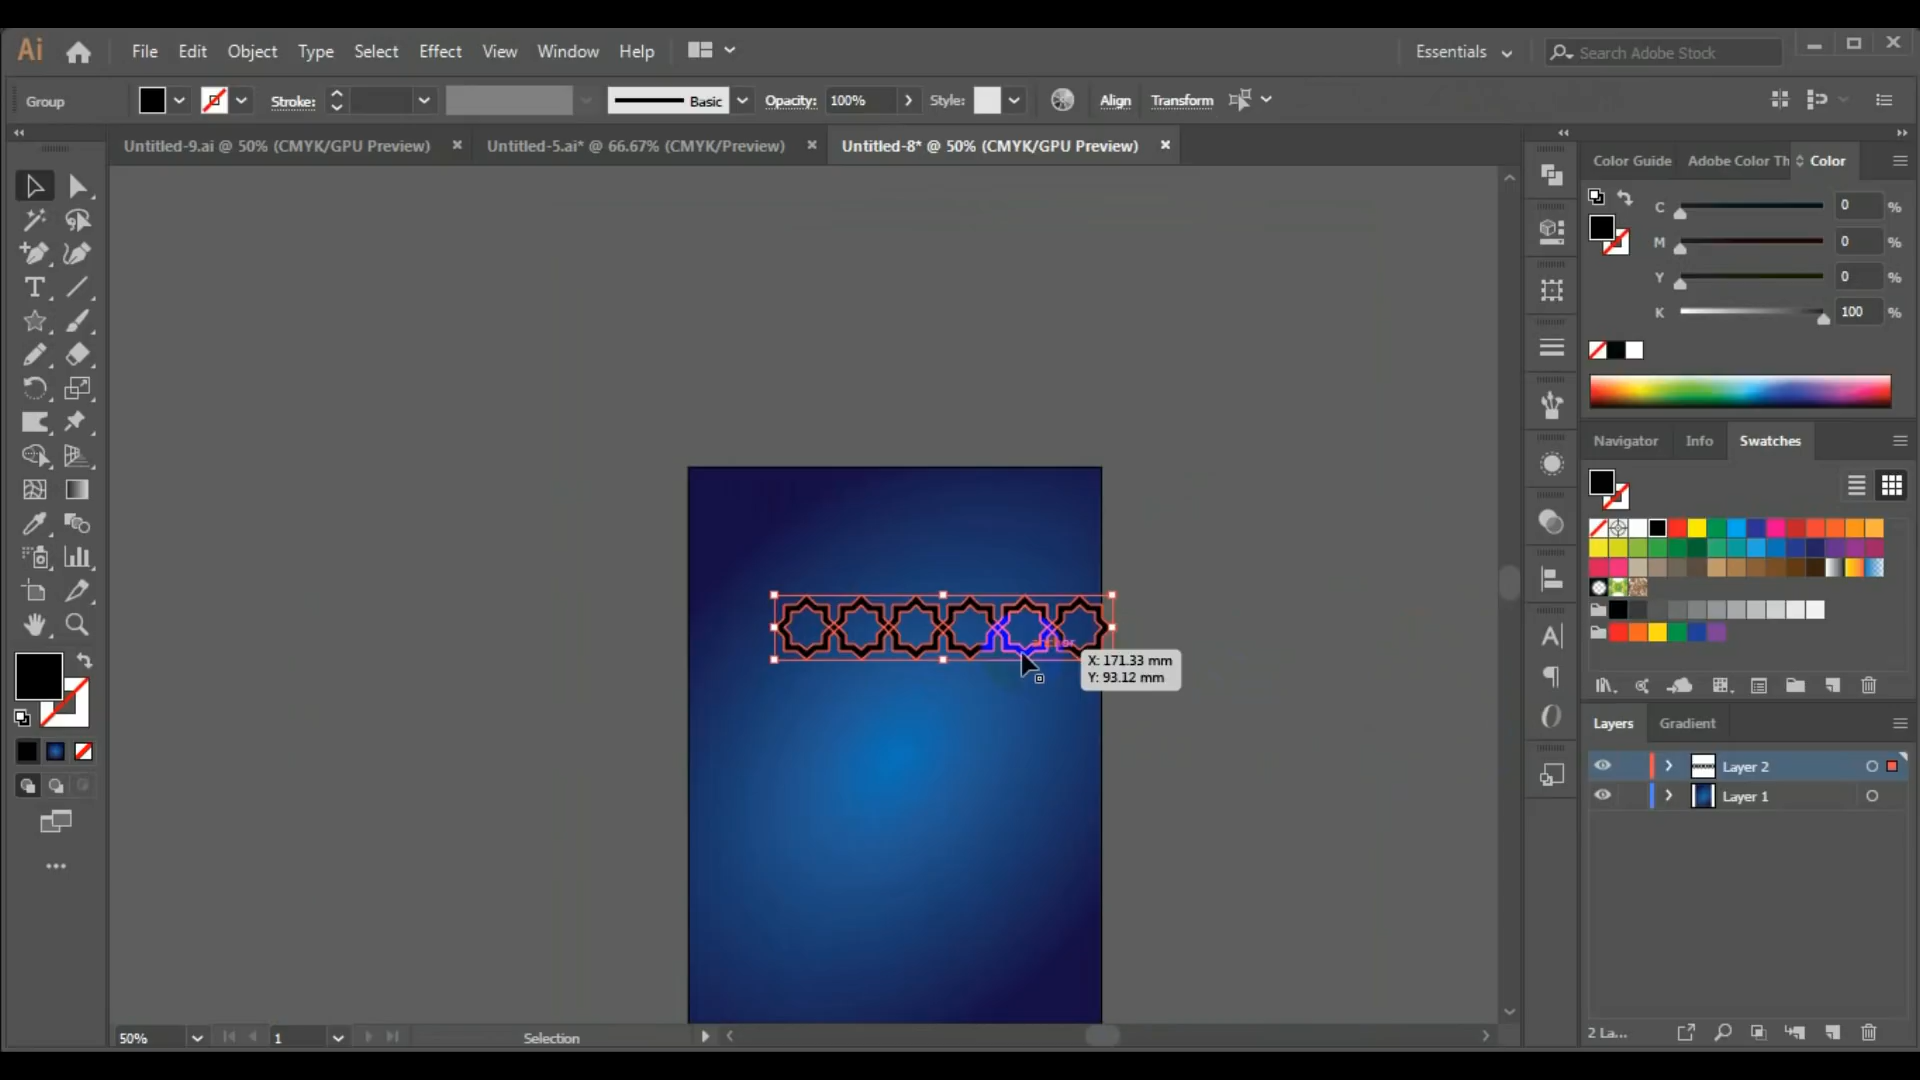 Ai File Edit Object Type Select Effect View Window Help Essentials Search Adobe Stock
Group Stroke: Basic Opacity: 100% Style: Align Transform
Untitled-9.ai @ 50% (CMYK/GPU Preview) Untitled-5.ai* @ 66.67% (CMYK/Preview) Untitled-8* @ 50% (CMYK/GPU Preview)
Color Guide Adobe Color Th Color
C 0 %
M 0 %
Y 0 %
K 100 %
Navigator Info Swatches
anchor
X: 171.33 mm
Y: 93.12 mm
Layers Gradient
Layer 2
Layer 1
50% 1 Selection
2 La...